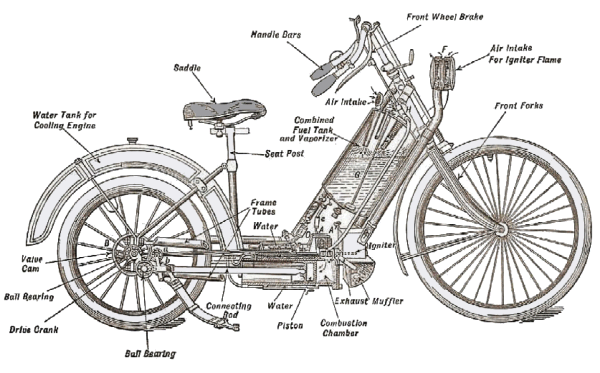 Front Wheel Brake
Handle Bars
F
Air Intake
For Igniter Flame
Saddle
Air Intake
H
Front Forks
Water Tank for
Cooling Engine
Combined
Fuel Tank
and Vaporizer
Seat Post
G
Frame
Tubes
Water
Igniter
Valve
Cam
Ball Bearing
Connecting
Rod
Water
Exhaust Muffler
Piston
Combustion
Chamber
Drive Crank
Ball Bearing